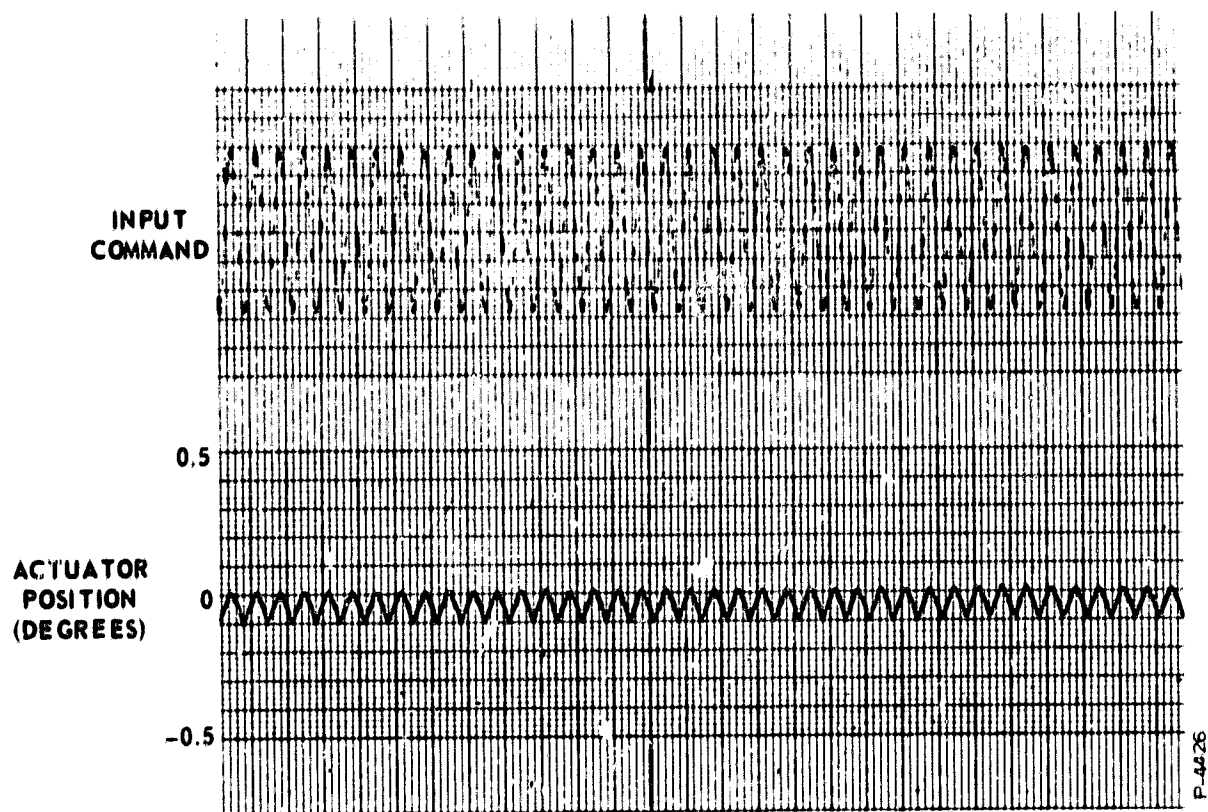 INPUT
COMMAND
0.5
ACTUATOR
POSITION
(DEGREES)
0
-0.5
P-4426